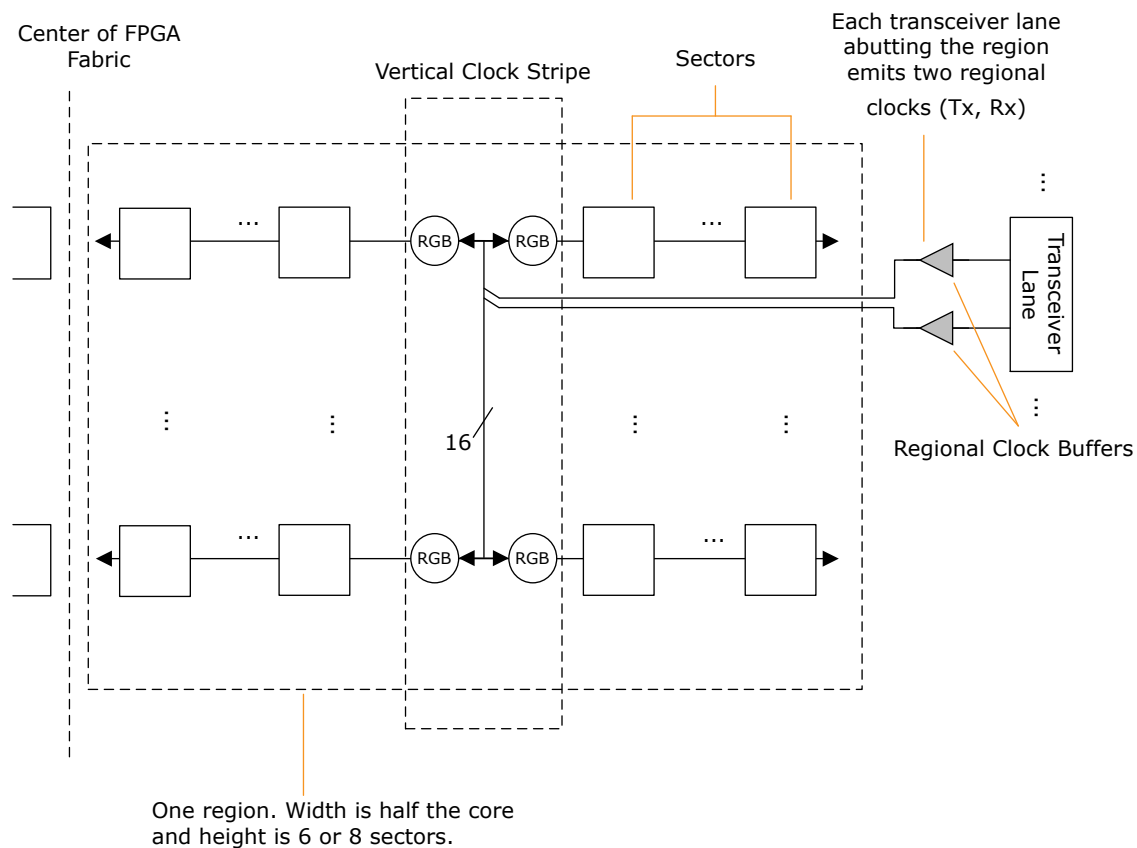 Center of FPGA
Fabric
Vertical Clock Stripe
Sectors
Each transceiver lane
abutting the region
emits two regional
clocks (Tx, Rx)
...
... RGB RGB ...
Transceiver
Lane
... ... ... ...
16
...
Regional Clock Buffers
... RGB RGB ...
One region. Width is half the core
and height is 6 or 8 sectors.